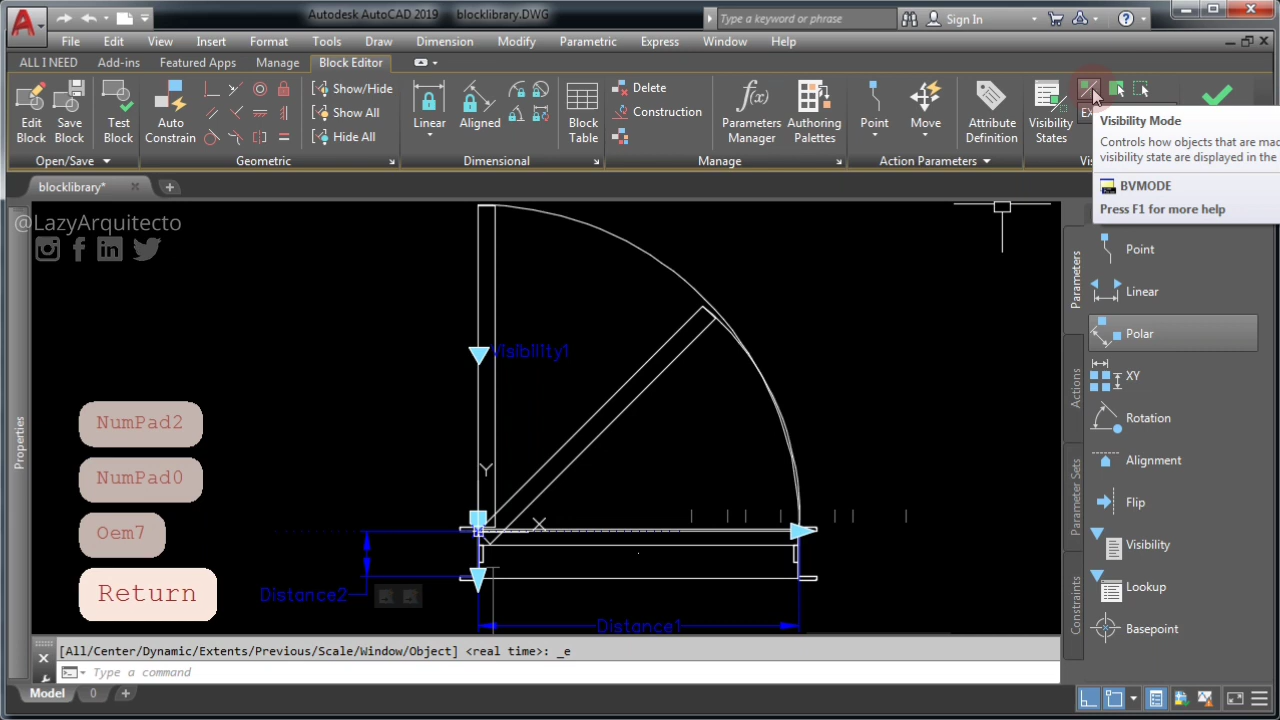 Autodesk AutoCAD 2019 blocklibrary.DWG
Type a keyword or phrase
Sign In
File Edit View Insert Format Tools Draw Dimension Modify Parametric Express Window Help
ALL I NEED Add-ins Featured Apps Manage Block Editor
Edit Block
Save Block
Test Block
Auto Constrain
Show/Hide
Show All
Hide All
Linear
Aligned
Block Table
Delete
Construction
Parameters Manager
Authoring Palettes
Point
Move
Attribute Definition
Visibility States
Open/Save
Geometric
Dimensional
Manage
Action Parameters
Visibility Mode
Controls how objects that are mad
visibility state are displayed in the
BVMODE
Press F1 for more help
blocklibrary*
@LazyArquitecto
Visibility1
Y
X
Distance2
Distance1
NumPad2
NumPad0
Oem7
Return
Properties
Parameters
Actions
Parameter Sets
Constraints
Point
Linear
Polar
XY
Rotation
Alignment
Flip
Visibility
Lookup
Basepoint
[All/Center/Dynamic/Extents/Previous/Scale/Window/Object] <real time>: _e
Type a command
Model 0